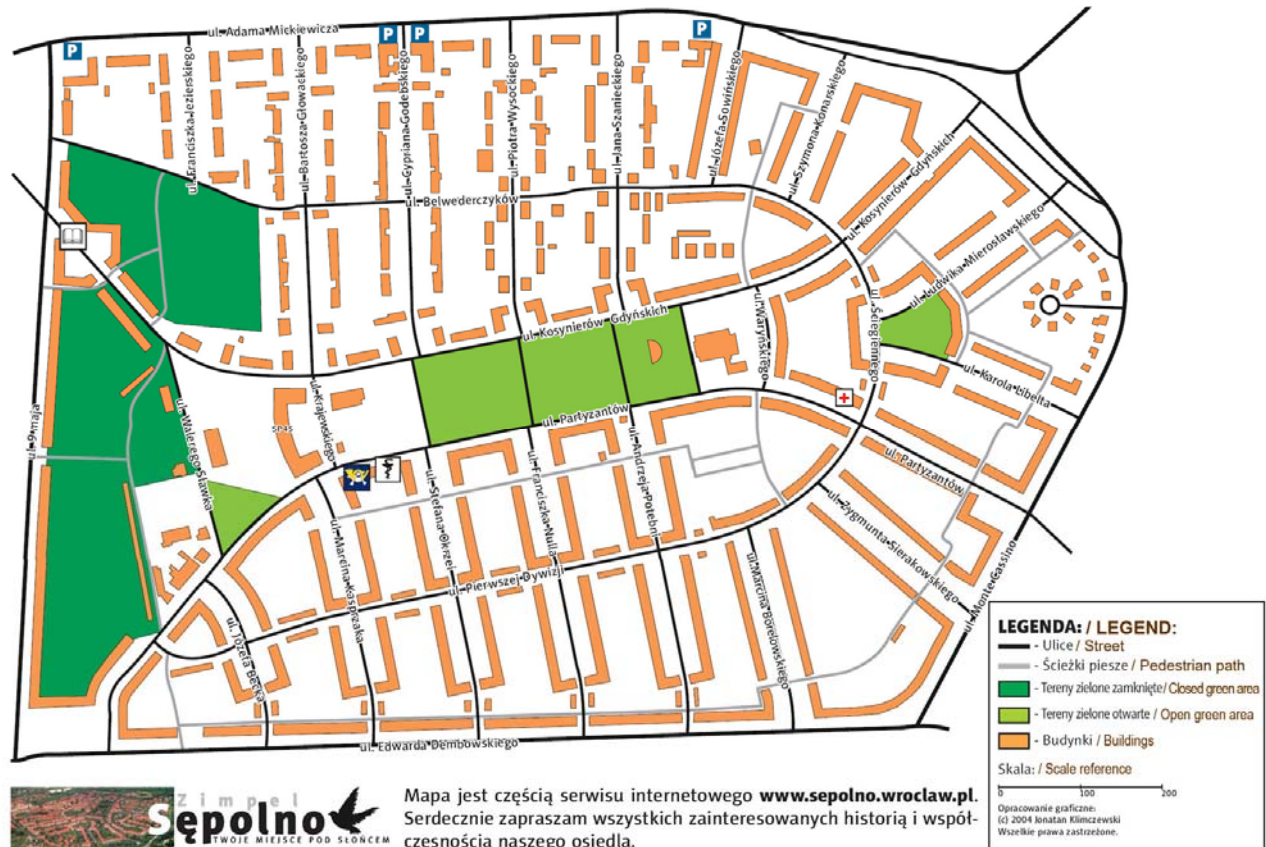 P
P
P
P
ul. Adama Mickiewicza
ul. Franciszka Jezierskiego
ul. Bartosza Głowackiego
ul. Cypriana Godebskiego
ul. Piotra Wysockiego
ul. Jana Szanieckiego
ul. Józefa Sowińskiego
ul. Szymona Konarskiego
ul. Kosynierów Gdyńskich
ul. Belwederczyków
ul. Ludwika Mierosławskiego
ul. Kosynierów Gdyńskich
ul. Waryńskiego
ul. Ściegiennego
ul. Karola Libelta
ul. 9 maja
ul. Walerego Sławka
ul. Krajewskiego
SP45
ul. Partyzantów
ul. Partyzantów
ul. Marcina Kasprzaka
ul. Stefana Okrzei
ul. Franciszka Nulla
ul. Andrzeja Potebni
ul. Zygmunta Sierakowskiego
ul. Pierwszej Dywizji
ul. Marcina Borelowskiego
ul. Józefa Becka
ul. Monte Cassino
ul. Edwarda Dembowskiego
LEGENDA: / LEGEND:
- Ulice / Street
- Ścieżki piesze / Pedestrian path
- Tereny zielone zamknięte / Closed green area
- Tereny zielone otwarte / Open green area
- Budynki / Buildings
Skala: / Scale reference
0 100 200
Opracowanie graficzne:
(c) 2004 Jonatan Klimczewski
Wszelkie prawa zastrzeżone.
Zimpel
Sępolno
TWOJE MIEJSCE POD SŁOŃCEM
Mapa jest częścią serwisu internetowego www.sepolno.wroclaw.pl.
Serdecznie zapraszam wszystkich zainteresowanych historią i współ-
czesnością naszego osiedla.